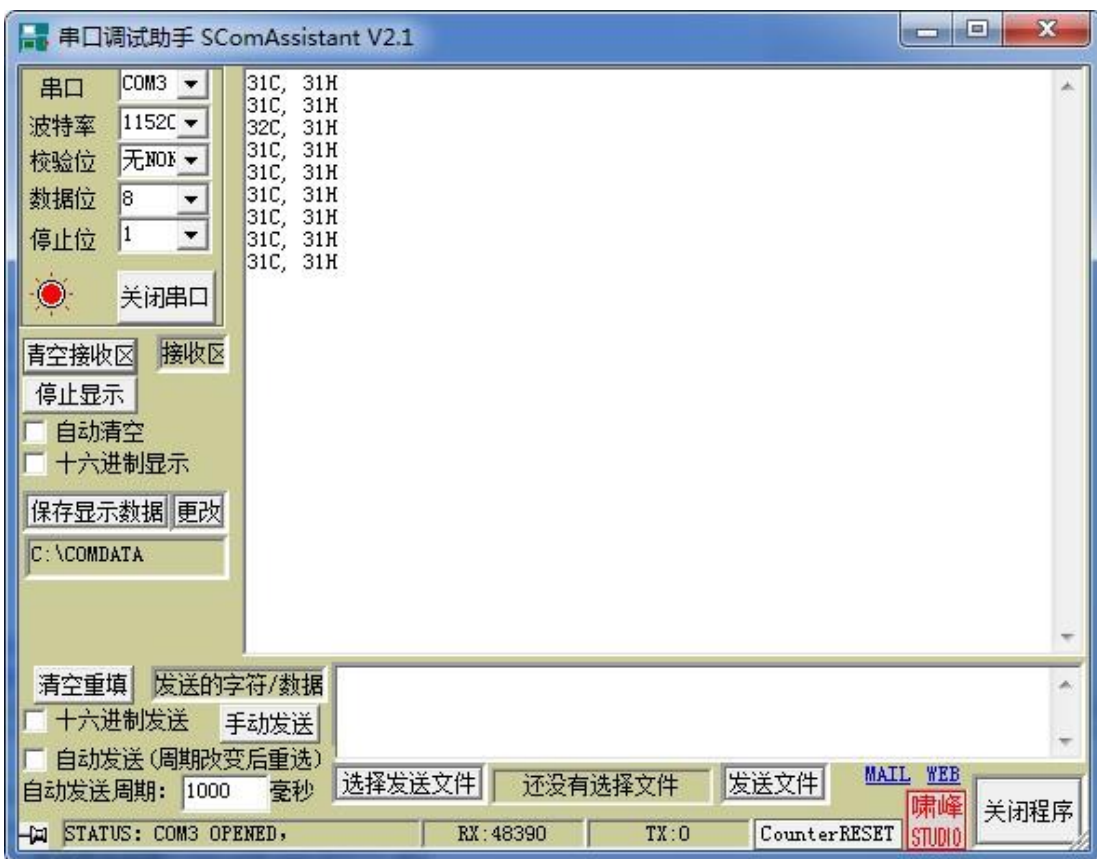 串口调试助手 SComAssistant V2.1
串口 COM3
波特率 1152C
校验位 无NON
数据位 8
停止位 1
关闭串口
青空接收区 接收区
停止显示
自动清空
十六进制显示
保存显示数据 更改
C:\COMDATA
31C, 31H
31C, 31H
32C, 31H
31C, 31H
31C, 31H
31C, 31H
31C, 31H
31C, 31H
31C, 31H
清空重填 发送的字符/数据
十六进制发送 手动发送
自动发送(周期改变后重选)
自动发送周期: 1000 毫秒
选择发送文件 还没有选择文件 发送文件
MAIL WEB
啸峰
STUDIO
关闭程序
STATUS: COM3 OPENED, RX:48390 TX:0 CounterRESET